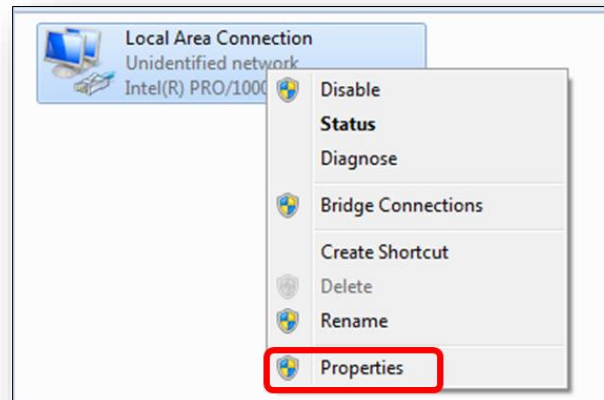 Local Area Connection
Unidentified network
Intel(R) PRO/1000
Disable
Status
Diagnose
Bridge Connections
Create Shortcut
Delete
Rename
Properties